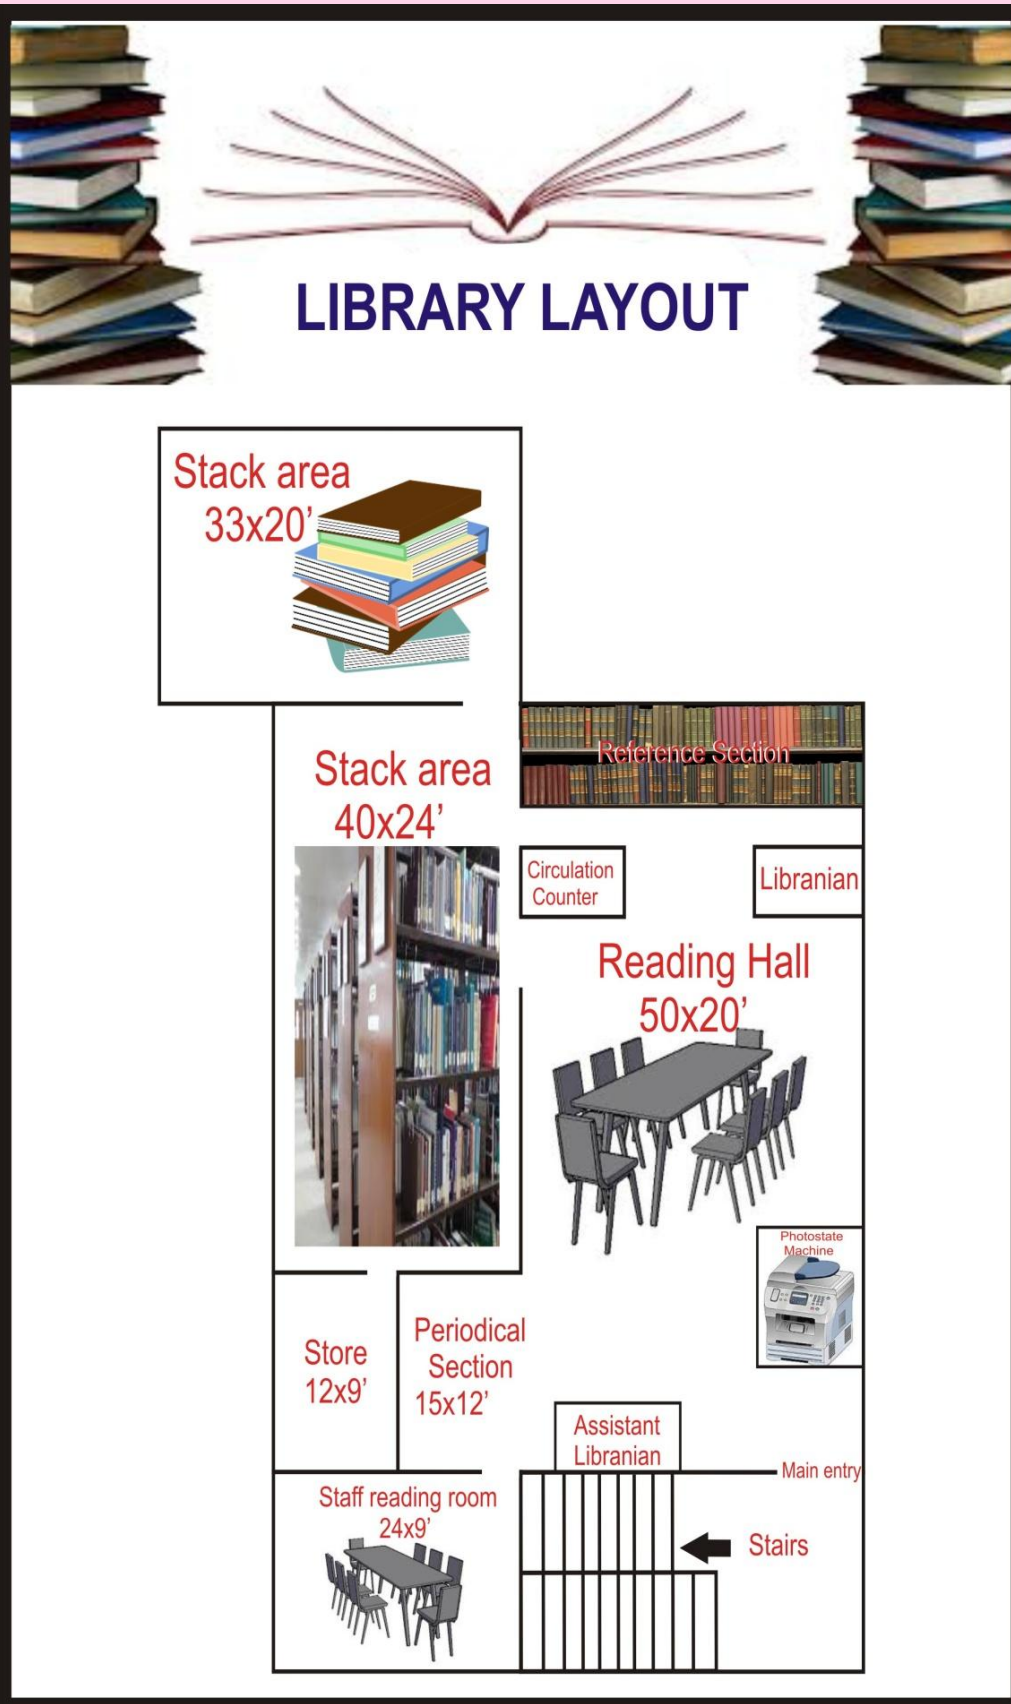 LIBRARY LAYOUT
Stack area
33x20’
Reference Section
Stack area
40x24’
Circulation
Counter
Libranian
Reading Hall
50x20’
Photostate
Machine
Store
12x9’
Periodical
Section
15x12’
Assistant
Libranian
Main entry
Staff reading room
24x9’
Stairs